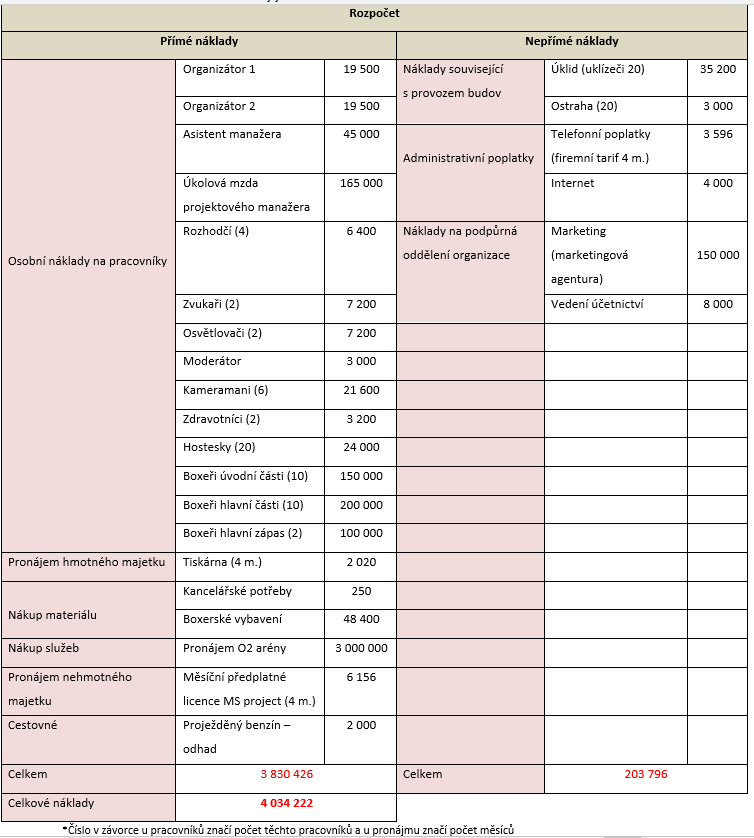 Rozpočet
Přímé náklady Nepřímé náklady
Osobní náklady na pracovníky
Organizátor 1 19 500
Organizátor 2 19 500
Asistent manažera 45 000
Úkolová mzda
projektového manažera
165 000
Rozhodčí (4) 6 400
Zvukaři (2) 7 200
Osvětlovači (2) 7 200
Moderátor 3 000
Kameramani (6) 21 600
Zdravotníci (2) 3 200
Hostesky (20) 24 000
Boxeři úvodní části (10) 150 000
Boxeři hlavní části (10) 200 000
Boxeři hlavní zápas (2) 100 000
Pronájem hmotného majetku Tiskárna (4 m.) 2 020
Nákup materiálu
Kancelářské potřeby 250
Boxerské vybavení 48 400
Nákup služeb Pronájem O2 arény 3 000 000
Pronájem nehmotného
majetku
Měsíční předplatné
licence MS project (4 m.)
6 156
Cestovné
Proježděný benzín –
odhad
2 000
Náklady související
s provozem budov
Úklid (uklízeči 20) 35 200
Ostraha (20) 3 000
Administrativní poplatky
Telefonní poplatky
(firemní tarif 4 m.)
3 596
Internet 4 000
Náklady na podpůrná
oddělení organizace
Marketing
(marketingová
agentura)
150 000
Vedení účetnictví 8 000
Celkem 3 830 426 Celkem 203 796
Celkové náklady 4 034 222
*Číslo v závorce u pracovníků značí počet těchto pracovníků a u pronájmu značí počet měsíců